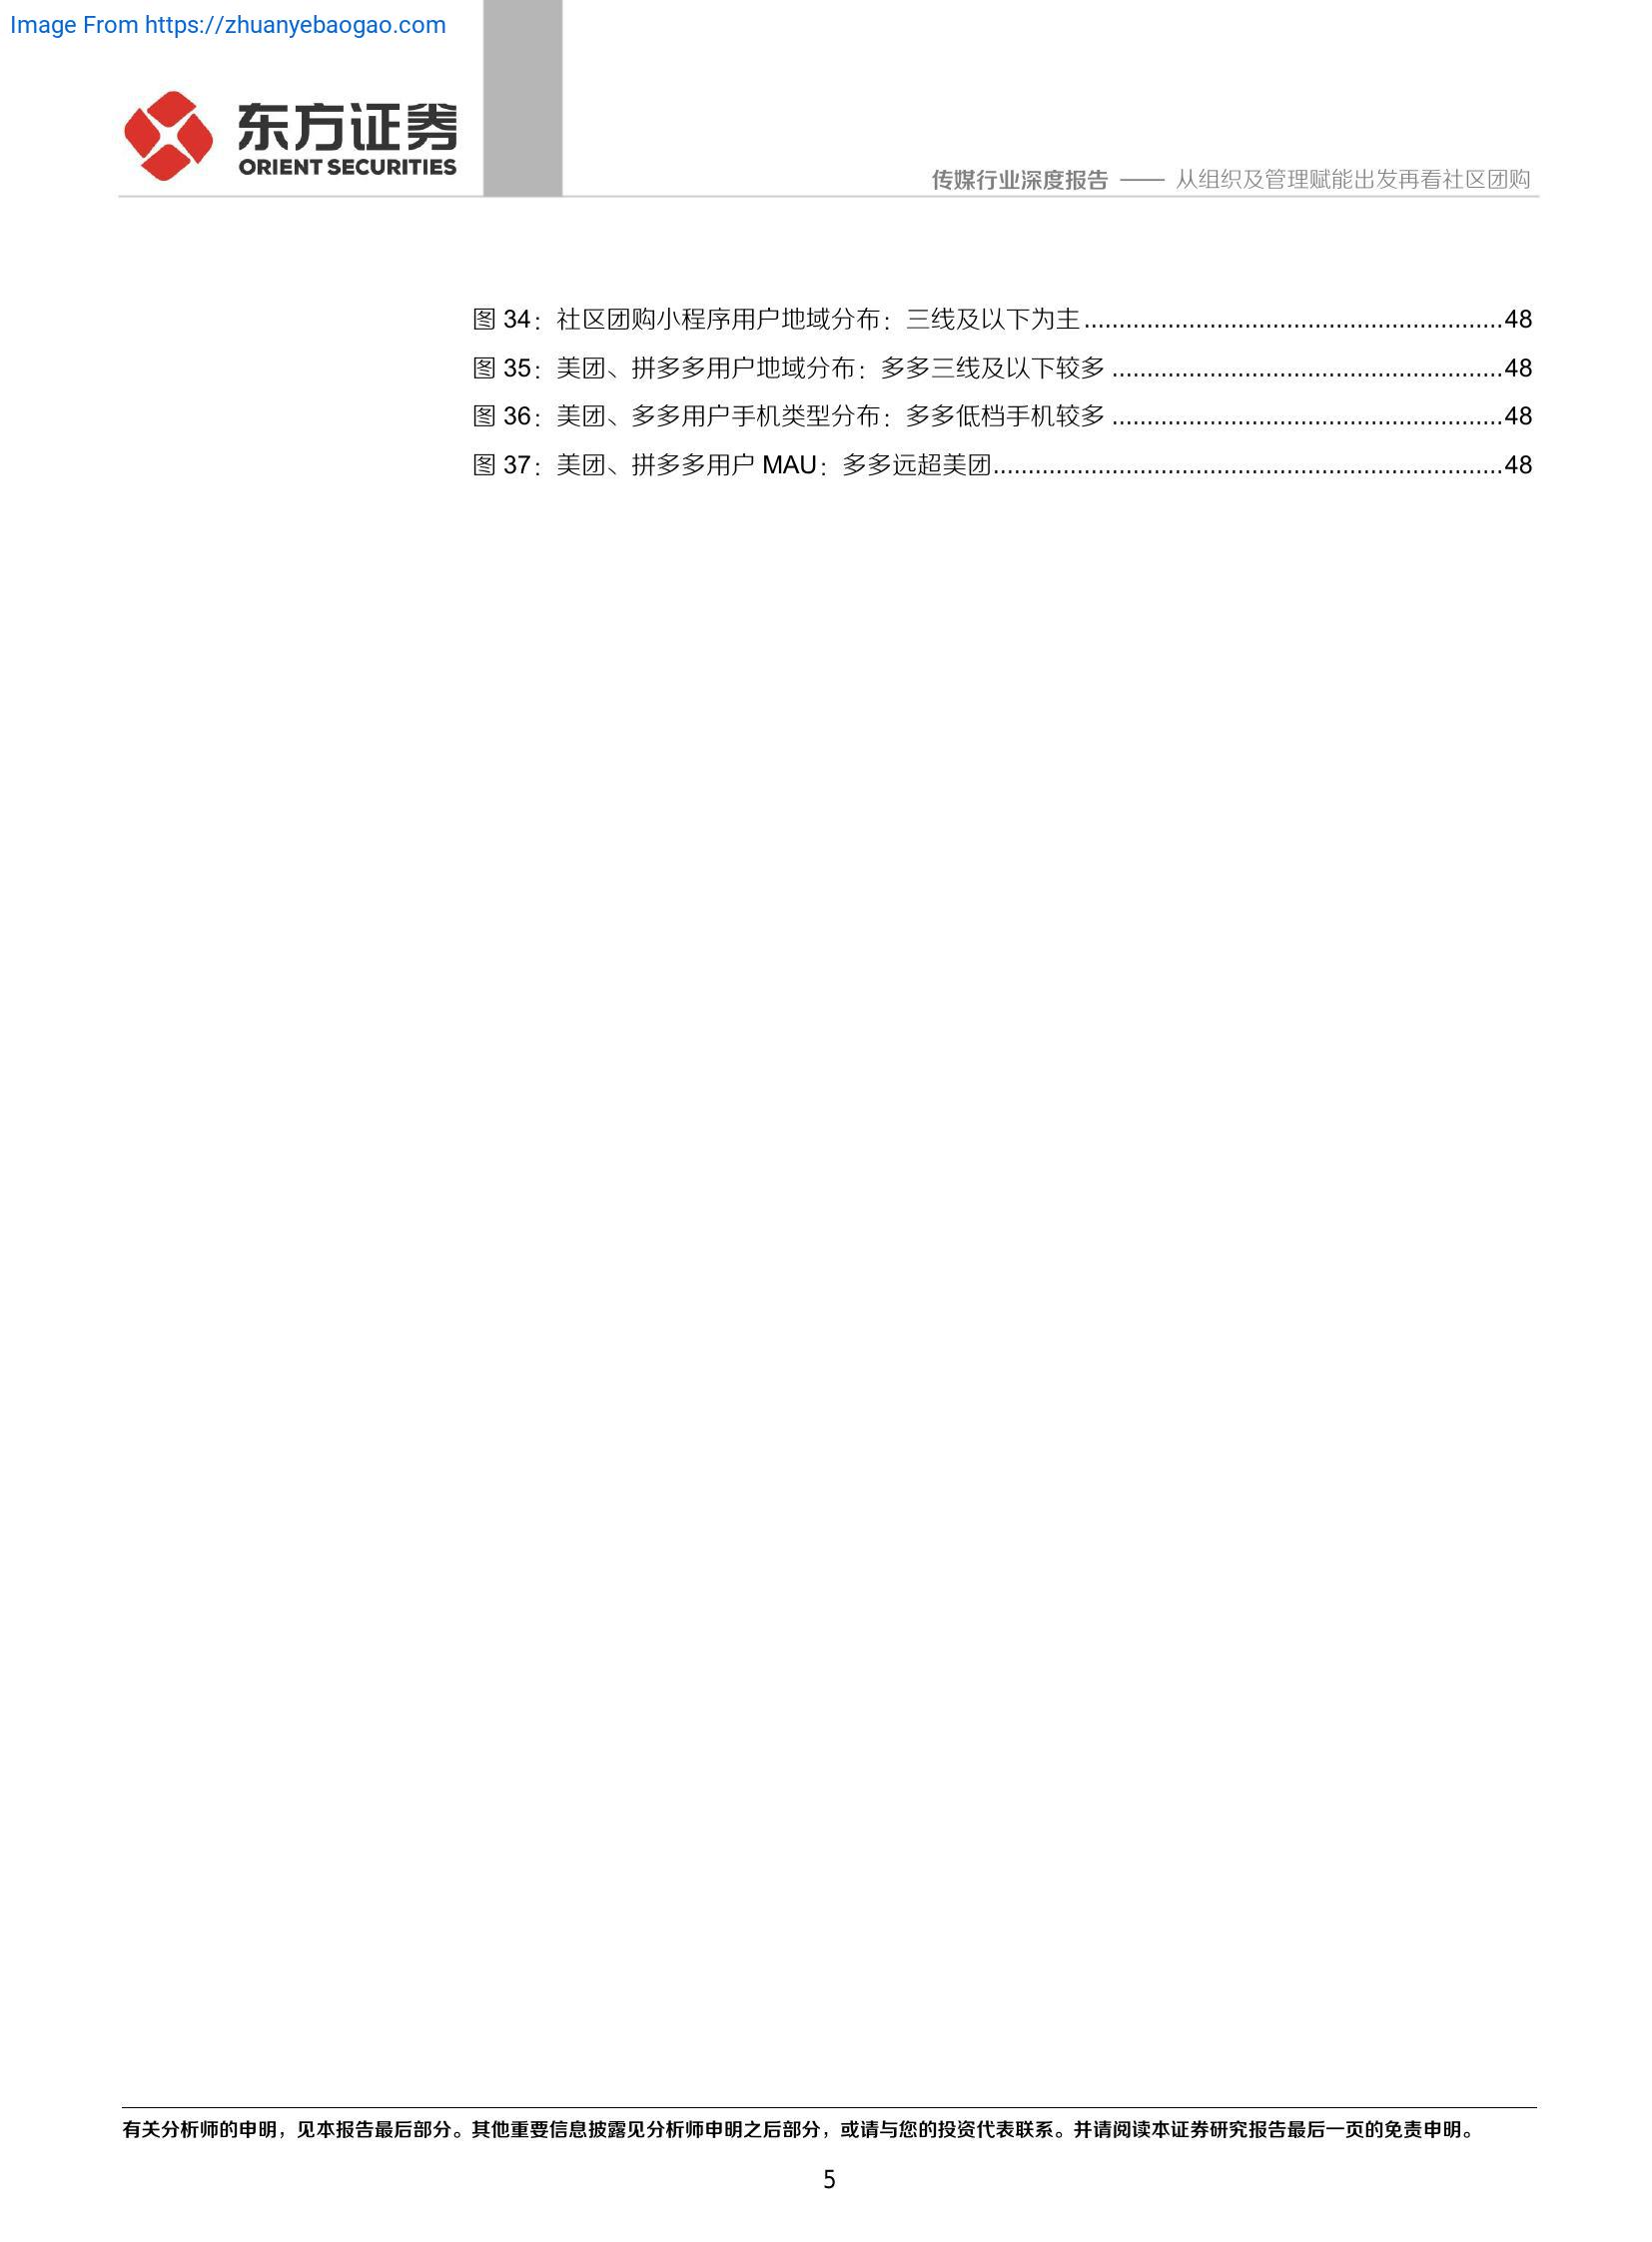 Image From https://zhuanyebaogao.com
东方证券
ORIENT SECURITIES
传媒行业深度报告 —— 从组织及管理赋能出发再看社区团购
图 34：社区团购小程序用户地域分布：三线及以下为主............................................................48
图 35：美团、拼多多用户地域分布：多多三线及以下较多 ........................................................48
图 36：美团、多多用户手机类型分布：多多低档手机较多 ........................................................48
图 37：美团、拼多多用户 MAU：多多远超美团.........................................................................48
有关分析师的申明，见本报告最后部分。其他重要信息披露见分析师申明之后部分，或请与您的投资代表联系。并请阅读本证券研究报告最后一页的免责申明。
5